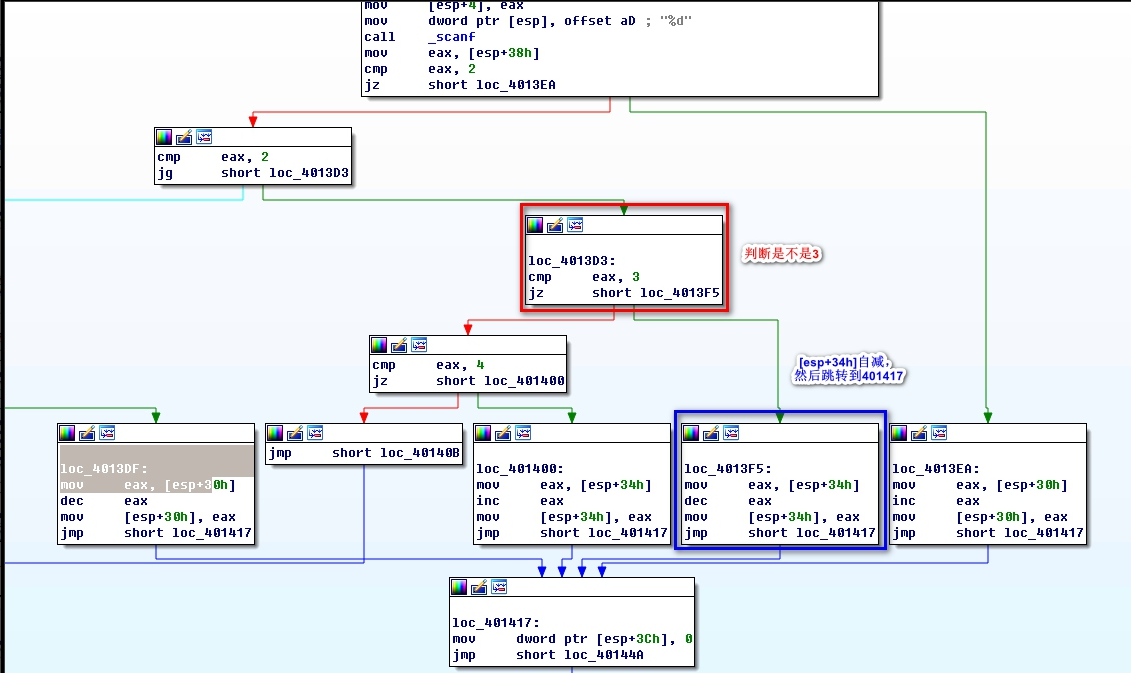 mov     [esp+4], eax
mov     dword ptr [esp], offset aD ; "%d"
call    _scanf
mov     eax, [esp+38h]
cmp     eax, 2
jz      short loc_4013EA
cmp     eax, 2
jg      short loc_4013D3
loc_4013D3:
cmp     eax, 3
jz      short loc_4013F5
判断是不是3
cmp     eax, 4
jz      short loc_401400
[esp+34h]自减，
然后跳转到401417
loc_4013DF:
mov     eax, [esp+30h]
dec     eax
mov     [esp+30h], eax
jmp     short loc_401417
jmp     short loc_40140B
loc_401400:
mov     eax, [esp+34h]
inc     eax
mov     [esp+34h], eax
jmp     short loc_401417
loc_4013F5:
mov     eax, [esp+34h]
dec     eax
mov     [esp+34h], eax
jmp     short loc_401417
loc_4013EA:
mov     eax, [esp+30h]
inc     eax
mov     [esp+30h], eax
jmp     short loc_401417
loc_401417:
mov     dword ptr [esp+3Ch], 0
jmp     short loc_40144A